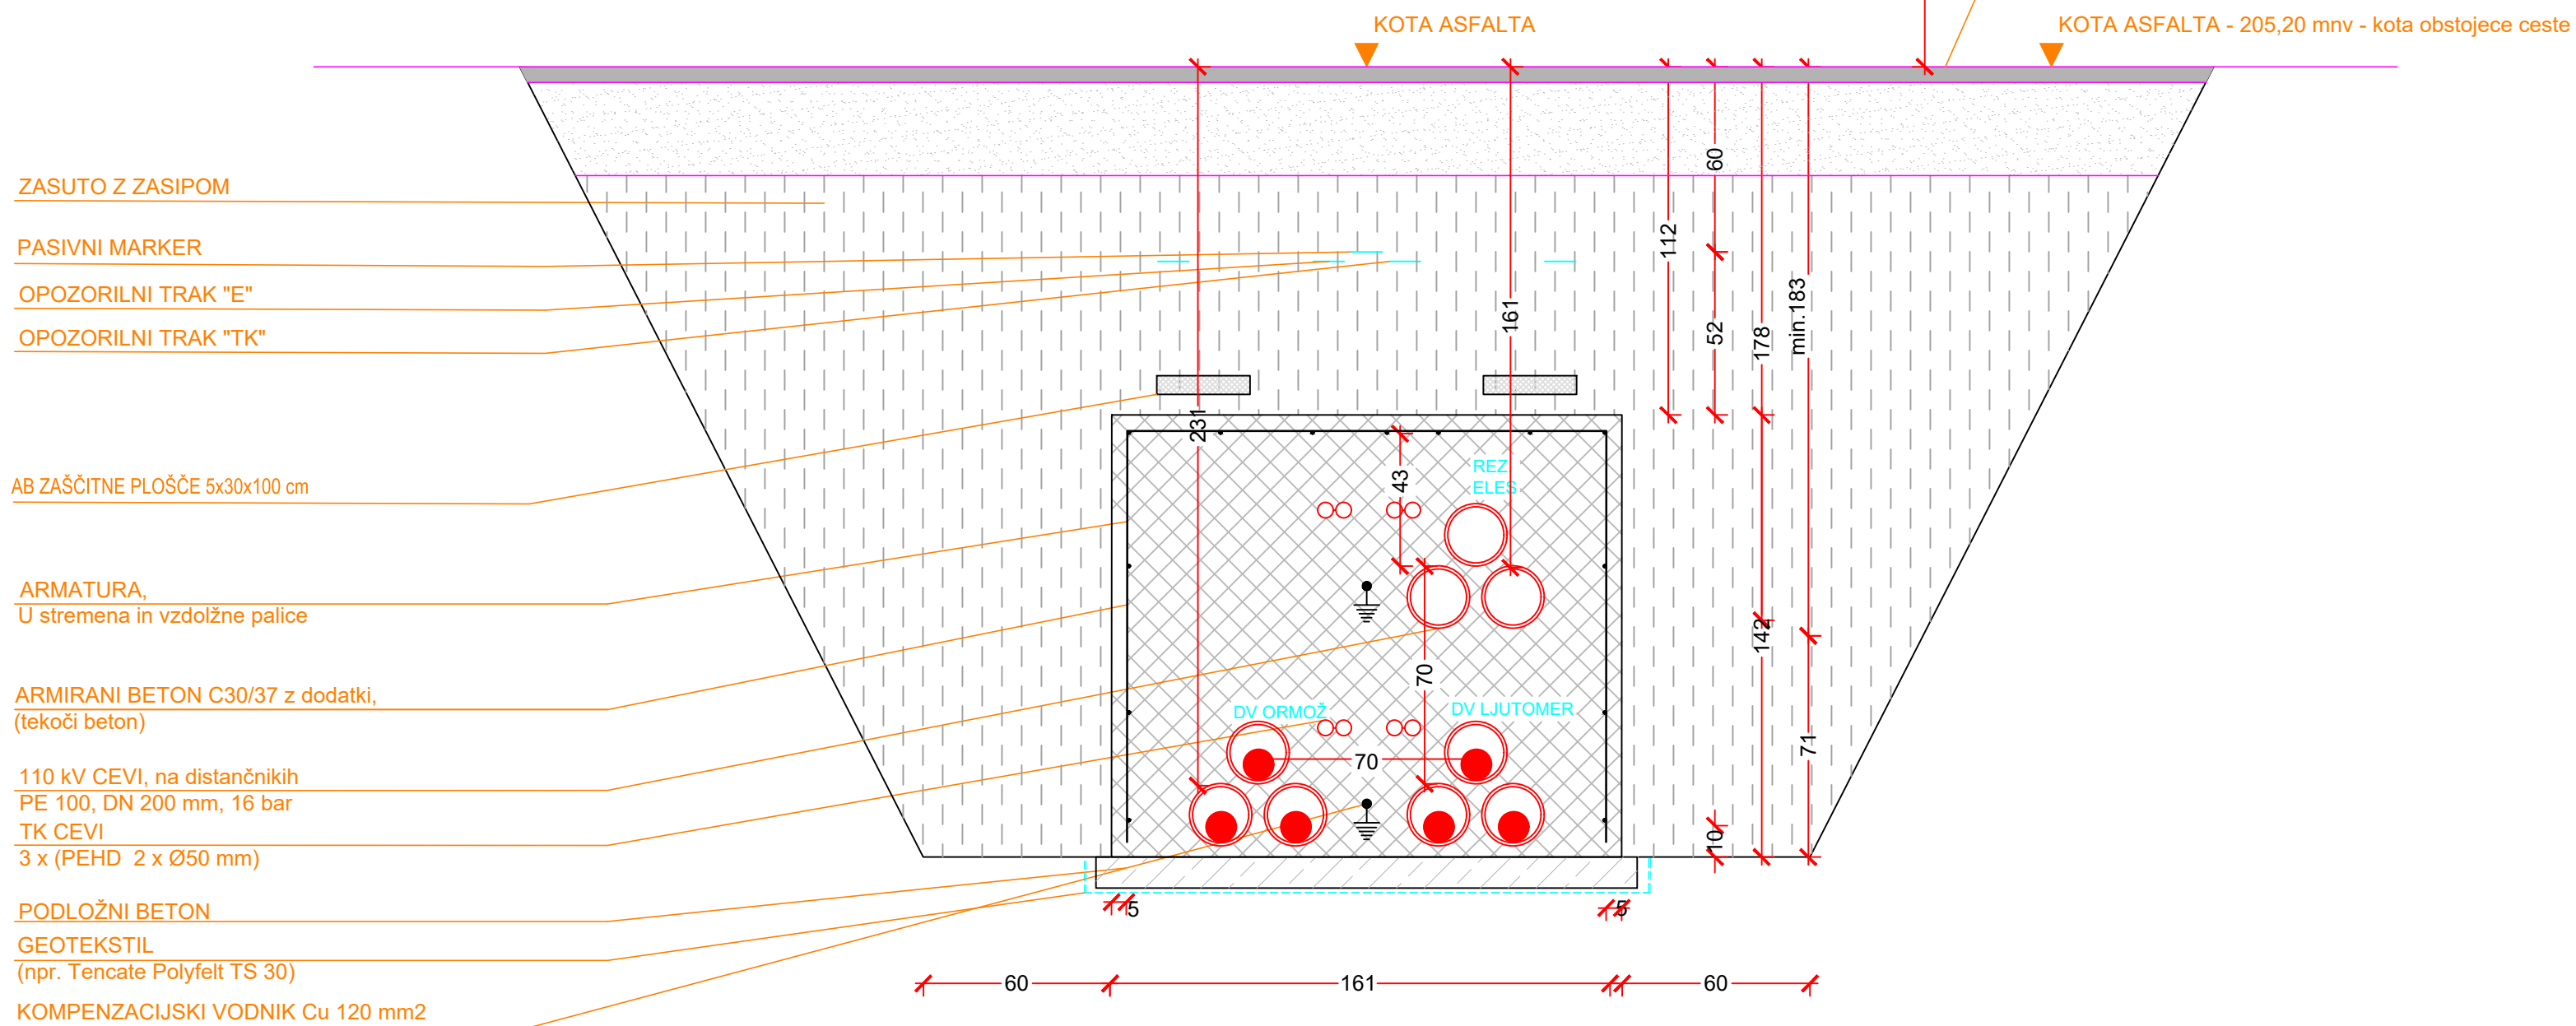 KOTA ASFALTA
KOTA ASFALTA - 205,20 mnv - kota obstojece ceste
ZASUTO Z ZASIPOM
PASIVNI MARKER
OPOZORILNI TRAK "E"
OPOZORILNI TRAK "TK"
AB ZAŠČITNE PLOŠČE 5x30x100 cm
ARMATURA,
U stremena in vzdolžne palice
ARMIRANI BETON C30/37 z dodatki,
(tekoči beton)
110 kV CEVI, na distančnikih
PE 100, DN 200 mm, 16 bar
TK CEVI
3 x (PEHD 2 x Ø50 mm)
PODLOŽNI BETON
GEOTEKSTIL
(npr. Tencate Polyfelt TS 30)
KOMPENZACIJSKI VODNIK Cu 120 mm2
231
161
112
60
52
178
min.183
43
REZ
ELES
70
142
71
10
DV ORMOŽ
DV LJUTOMER
70
5
5
60
161
60